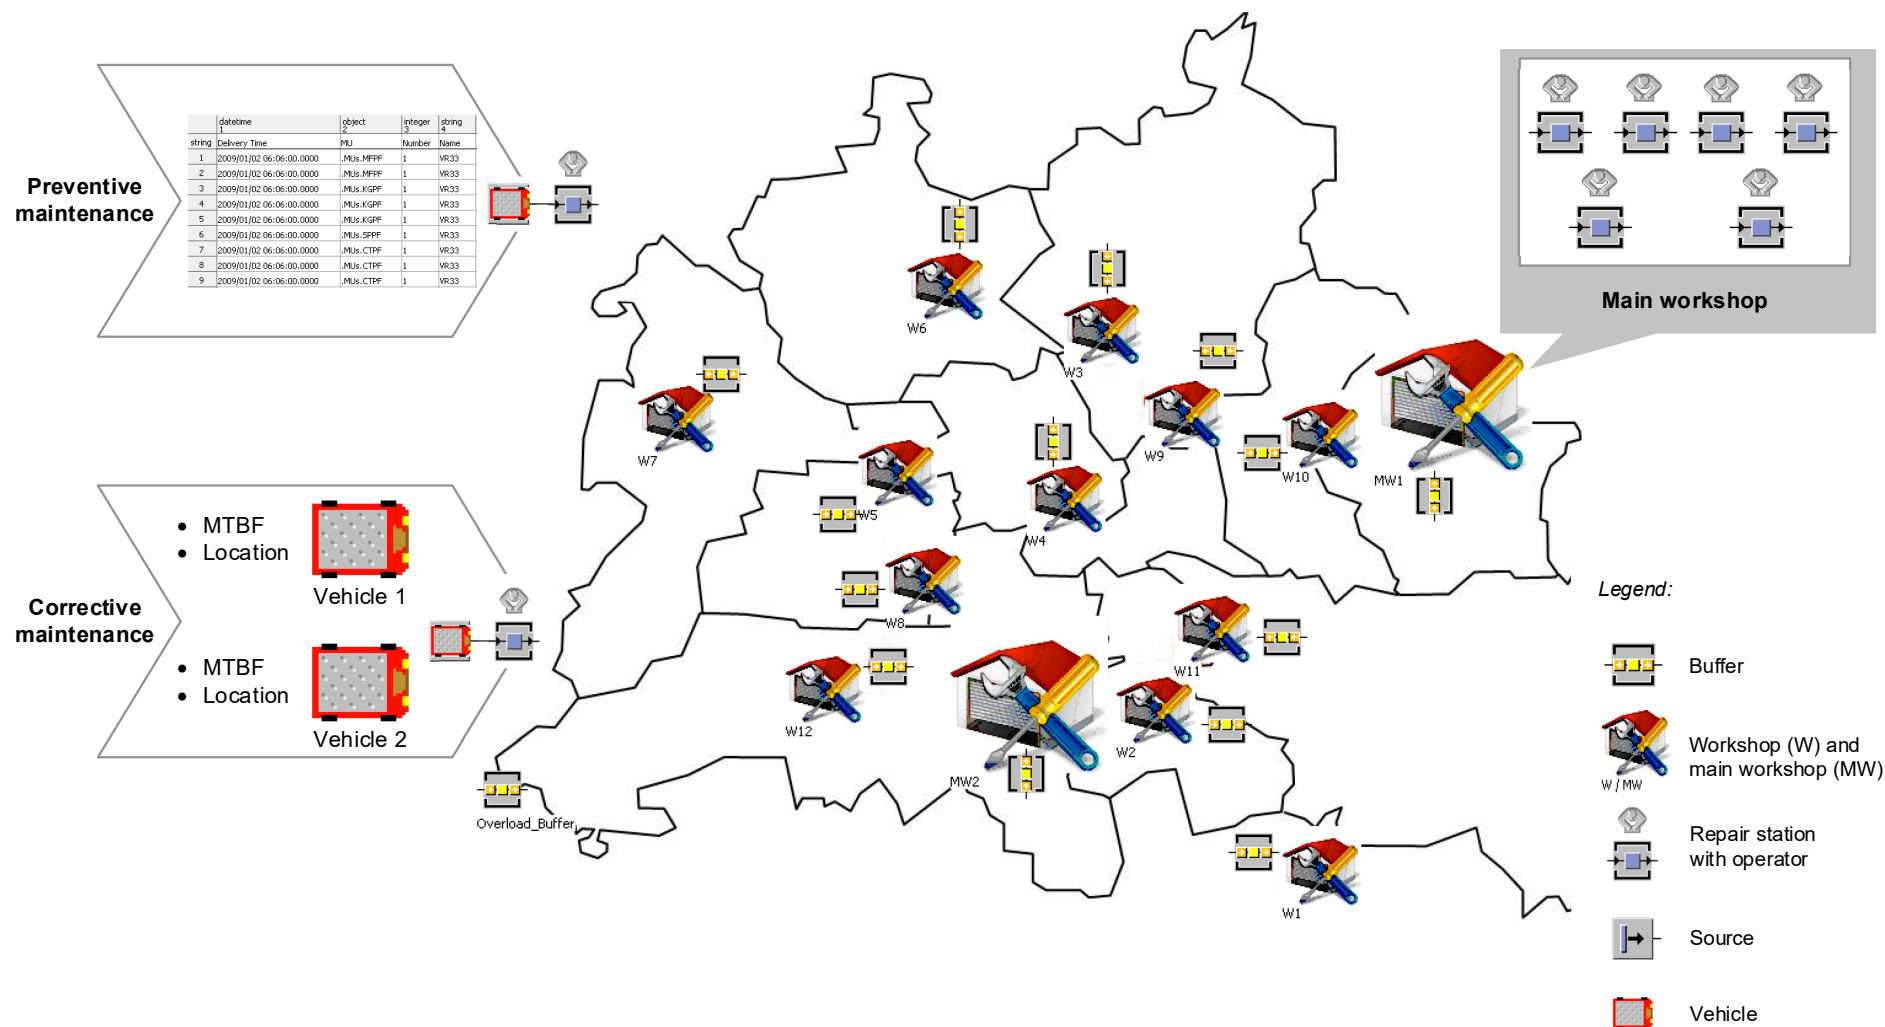 Preventive
maintenance
datetime object integer string
1 2 3 4
string Delivery Time MU Number Name
1 2009/01/02 06:06:00.0000 .MUs.MFPF 1 VR33
2 2009/01/02 06:06:00.0000 .MUs.MFPF 1 VR33
3 2009/01/02 06:06:00.0000 .MUs.KGPF 1 VR33
4 2009/01/02 06:06:00.0000 .MUs.KGPF 1 VR33
5 2009/01/02 06:06:00.0000 .MUs.KGPF 1 VR33
6 2009/01/02 06:06:00.0000 .MUs.SPPF 1 VR33
7 2009/01/02 06:06:00.0000 .MUs.CTPF 1 VR33
8 2009/01/02 06:06:00.0000 .MUs.CTPF 1 VR33
9 2009/01/02 06:06:00.0000 .MUs.CTPF 1 VR33
Corrective
maintenance
• MTBF
• Location
Vehicle 1
• MTBF
• Location
Vehicle 2
W6
W3
W7
W5
W4
W9
W10
MW1
W8
W11
W12
MW2
W2
W1
Overload_Buffer
Main workshop
Legend:
Buffer
W / MW
Workshop (W) and
main workshop (MW)
Repair station
with operator
Source
Vehicle